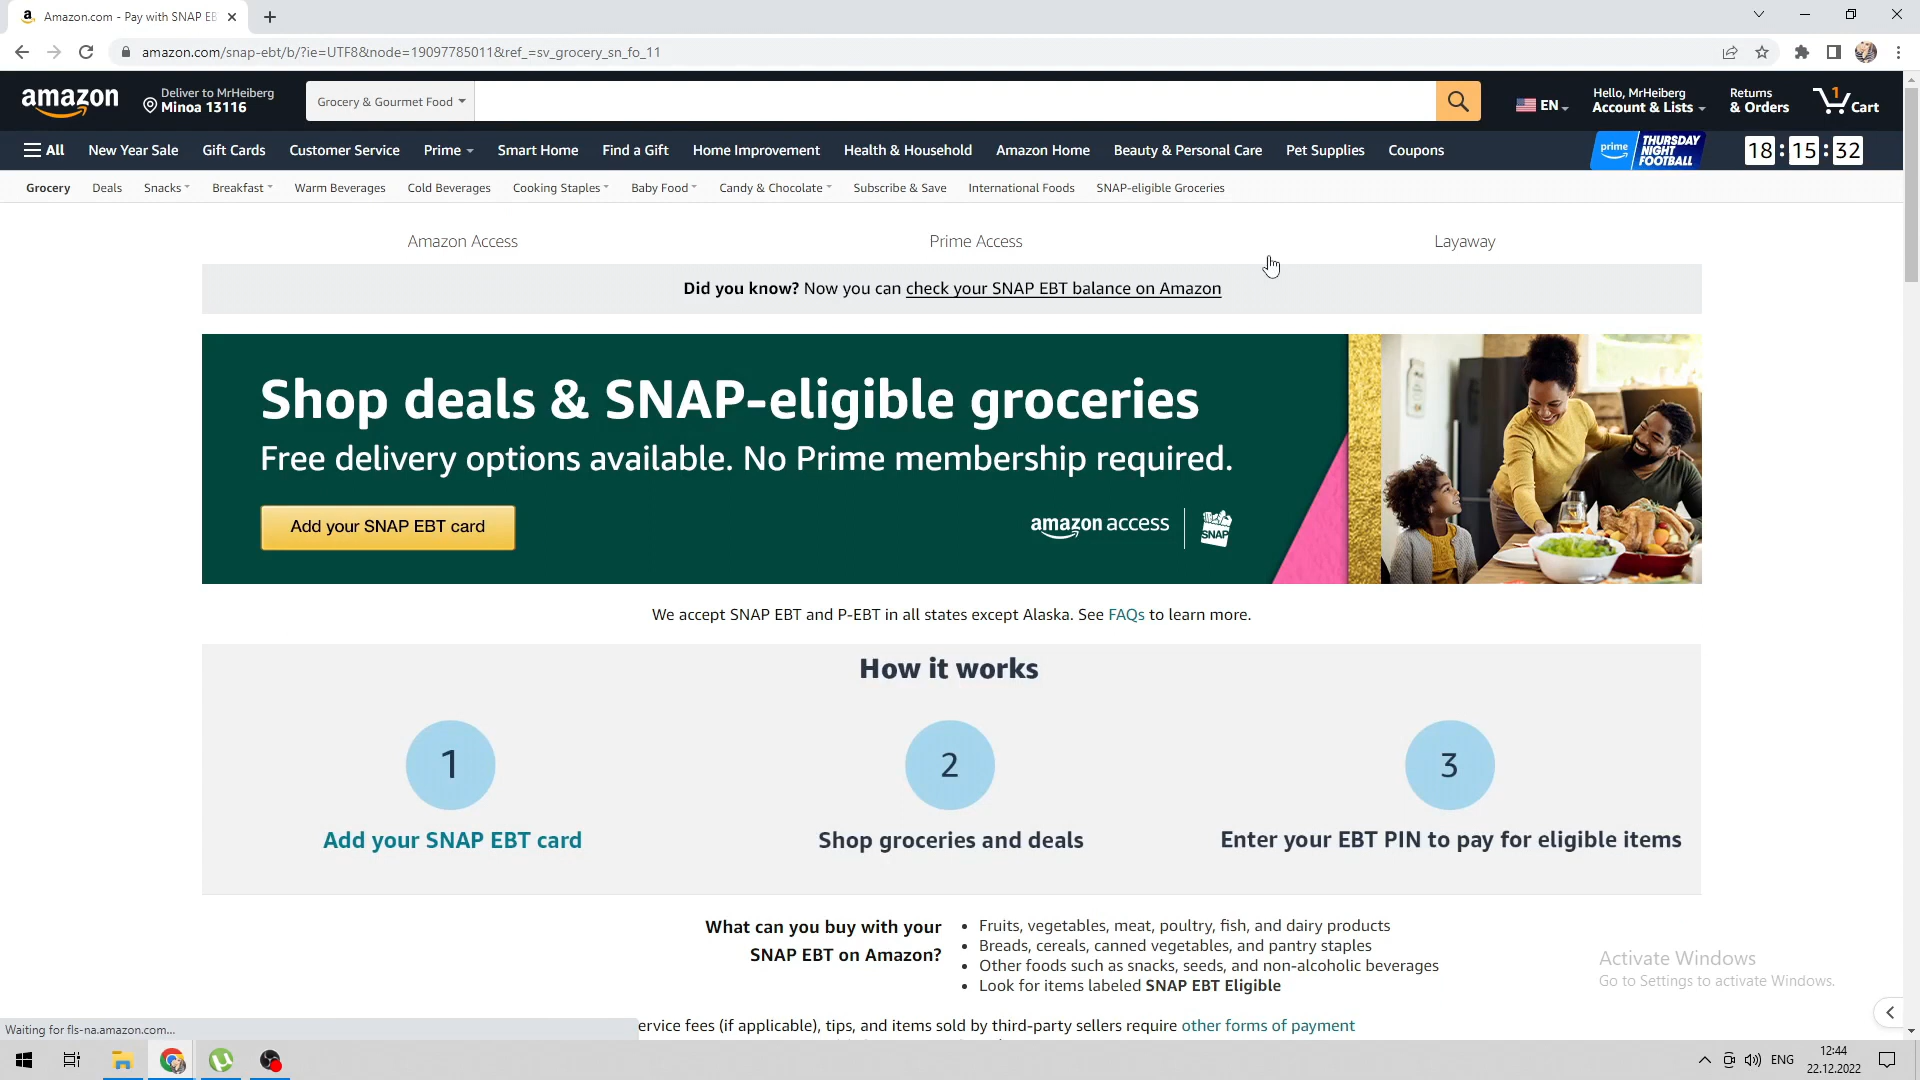 Amazon.com - Pay with SNAP EB
amazon.com/snap-ebt/b/?ie=UTF8&node=19097785011&ref_=sv_grocery_sn_fo_11
amazon
Deliver to MrHeiberg
Minoa 13116
Grocery & Gourmet Food
EN
Hello, MrHeiberg
Account & Lists
Returns
& Orders
1
Cart
All New Year Sale Gift Cards Customer Service Prime Smart Home Find a Gift Home Improvement Health & Household Amazon Home Beauty & Personal Care Pet Supplies Coupons
prime THURSDAY NIGHT FOOTBALL
18 : 15 : 32
Grocery Deals Snacks Breakfast Warm Beverages Cold Beverages Cooking Staples Baby Food Candy & Chocolate Subscribe & Save International Foods SNAP-eligible Groceries
Amazon Access Prime Access Layaway
Did you know? Now you can check your SNAP EBT balance on Amazon
Shop deals & SNAP-eligible groceries
Free delivery options available. No Prime membership required.
Add your SNAP EBT card
amazon access SNAP
We accept SNAP EBT and P-EBT in all states except Alaska. See FAQs to learn more.
How it works
1 2 3
Add your SNAP EBT card Shop groceries and deals Enter your EBT PIN to pay for eligible items
What can you buy with your
SNAP EBT on Amazon?
• Fruits, vegetables, meat, poultry, fish, and dairy products
• Breads, cereals, canned vegetables, and pantry staples
• Other foods such as snacks, seeds, and non-alcoholic beverages
• Look for items labeled SNAP EBT Eligible
Activate Windows
Go to Settings to activate Windows.
Waiting for fls-na.amazon.com...
ervice fees (if applicable), tips, and items sold by third-party sellers require other forms of payment
ENG
12:44
22.12.2022